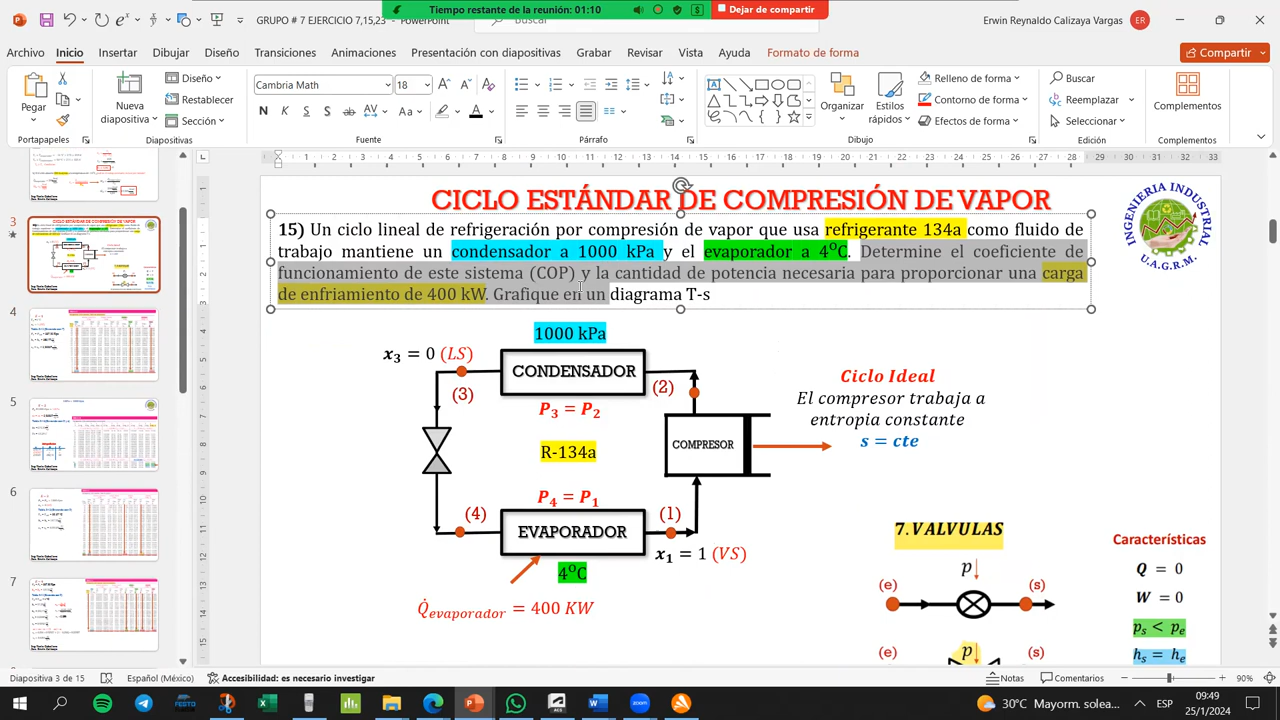 Tiempo restante de la reunión: 01:10
Dejar de compartir
GRUPO # 7 EJERCICIO 7,15,23
PowerPoint
Buscar
Erwin Reynaldo Calizaya Vargas
ER
Archivo Inicio Insertar Dibujar Diseño Transiciones Animaciones Presentación con diapositivas Grabar Revisar Vista Ayuda Formato de forma
Compartir
Pegar
Nueva diapositiva
Diseño
Restablecer
Sección
Cambria Math
18
Organizar
Estilos rápidos
Relleno de forma
Contorno de forma
Efectos de forma
Buscar
Reemplazar
Seleccionar
Complementos
Portapapeles Diapositivas Fuente Párrafo Dibujo Edición Complementos
3
4
5
6
7
CICLO ESTÁNDAR DE COMPRESIÓN DE VAPOR
15) Un ciclo lineal de refrigeración por compresión de vapor que usa refrigerante 134a como fluido de
trabajo mantiene un condensador a 1000 kPa y el evaporador a 4°C. Determine el coeficiente de
funcionamiento de este sistema (COP) y la cantidad de potencia necesaria para proporcionar una carga
de enfriamiento de 400 kW. Grafique en un diagrama T-s
INGENIERIA INDUSTRIAL
U.A.G.R.M.
1000 kPa
x₃ = 0 (LS)
CONDENSADOR
(3)
(2)
P₃ = P₂
Ciclo Ideal
El compresor trabaja a
entropia constante
s = cte
COMPRESOR
R-134a
P₄ = P₁
(4)
(1)
EVAPORADOR
x₁ = 1 (VS)
4°C
Q̇evaporador = 400 KW
7.VALVULAS
Características
p↓
(e)
(s)
Q = 0
W = 0
pₛ < pₑ
hₛ = hₑ
(e)
p↓
(s)
Diapositiva 3 de 15
Español (México)
Accesibilidad: es necesario investigar
Notas
Comentarios
90%
30°C Mayorm. solea...
ESP
09:49
25/1/2024